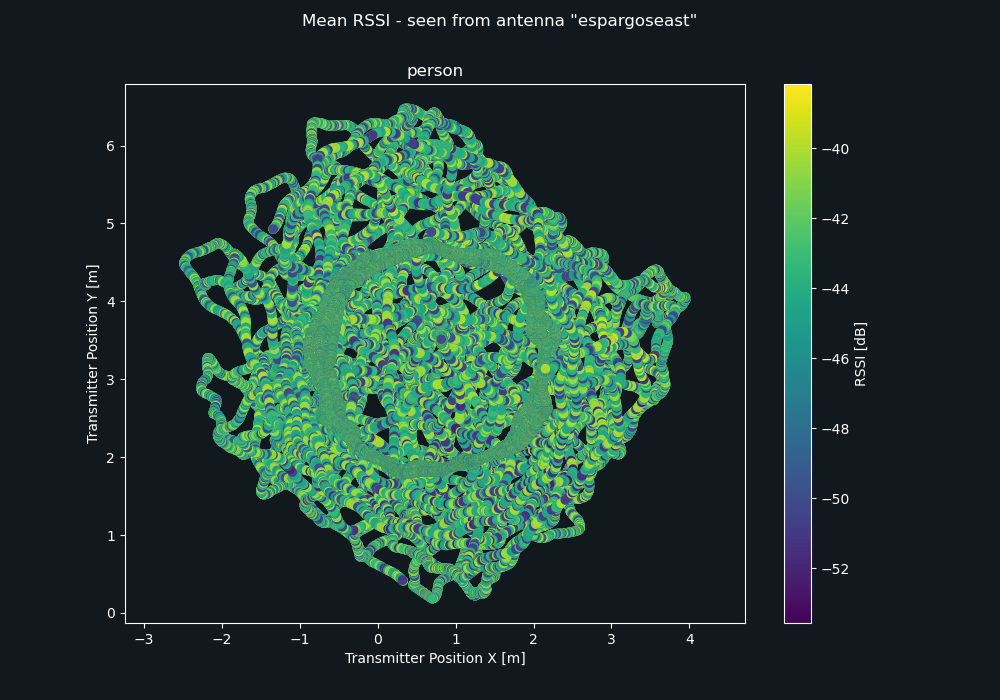 Mean RSSI - seen from antenna "espargoseast"
person
Transmitter Position Y [m]
6
5
4
3
2
1
0
−3 −2 −1 0 1 2 3 4
Transmitter Position X [m]
−40
−42
−44
−46
−48
−50
−52
RSSI [dB]